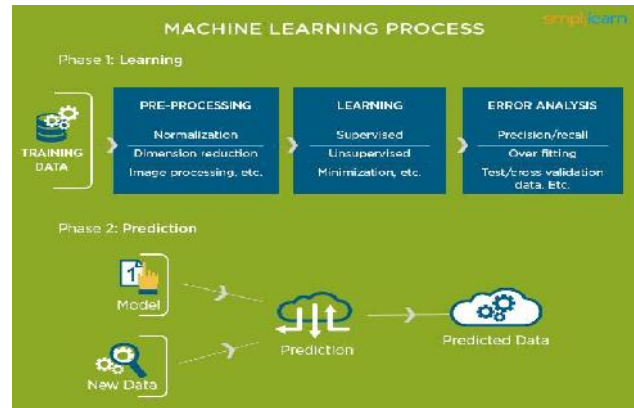 simplilearn
MACHINE LEARNING PROCESS
Phase 1: Learning
TRAINING
DATA
PRE-PROCESSING
Normalization
Dimension reduction
Image processing, etc.
LEARNING
Supervised
Unsupervised
Minimization, etc.
ERROR ANALYSIS
Precision/recall
Over fitting
Test/cross validation
data, Etc.
Phase 2: Prediction
1
Model
New Data
Prediction
Predicted Data